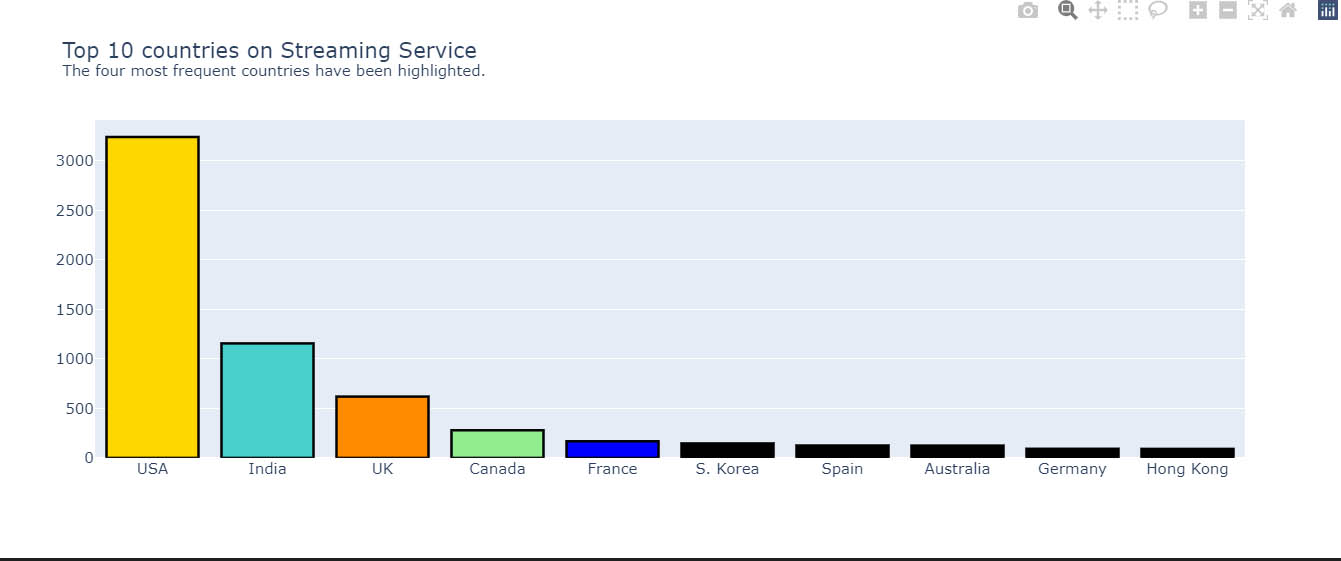 Top 10 countries on Streaming Service
The four most frequent countries have been highlighted.
3000
2500
2000
1500
1000
500
0
USA India UK Canada France S. Korea Spain Australia Germany Hong Kong